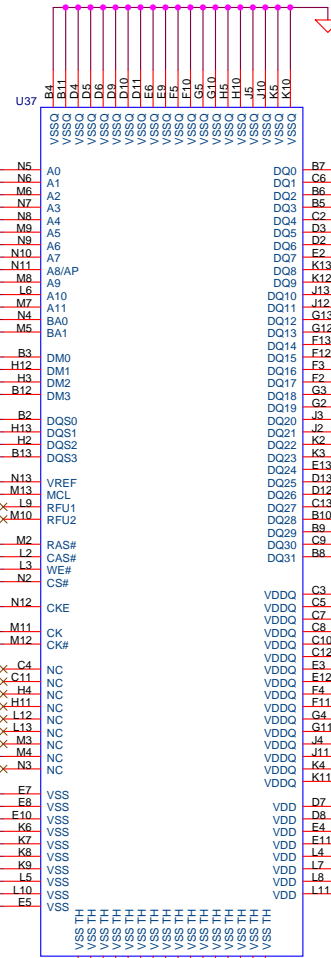 B4 B11 D4 D5 D6 D9 D10 D11 E6 E9 F5 F10 G5 G10 H5 H10 J5 J10 K5 K10
U37
VSSQ VSSQ VSSQ VSSQ VSSQ VSSQ VSSQ VSSQ VSSQ VSSQ VSSQ VSSQ VSSQ VSSQ VSSQ VSSQ VSSQ VSSQ VSSQ VSSQ
N5 A0
N6 A1
M6 A2
N7 A3
N8 A4
M9 A5
N9 A6
N10 A7
N11 A8/AP
M8 A9
L6 A10
M7 A11
N4 BA0
M5 BA1
B3 DM0
H12 DM1
H3 DM2
B12 DM3
B2 DQS0
H13 DQS1
H2 DQS2
B13 DQS3
N13 VREF
M13 MCL
L9 RFU1
M10 RFU2
M2 RAS#
L2 CAS#
L3 WE#
N2 CS#
N12 CKE
M11 CK
M12 CK#
C4 NC
C11 NC
H4 NC
H11 NC
L12 NC
L13 NC
M3 NC
M4 NC
N3 NC
E7 VSS
E8 VSS
E10 VSS
K6 VSS
K7 VSS
K8 VSS
K9 VSS
L5 VSS
L10 VSS
E5 VSS
DQ0 B7
DQ1 C6
DQ2 B6
DQ3 B5
DQ4 C2
DQ5 D3
DQ6 D2
DQ7 E2
DQ8 K13
DQ9 K12
DQ10 J13
DQ11 J12
DQ12 G13
DQ13 G12
DQ14 F13
DQ15 F12
DQ16 F3
DQ17 F2
DQ18 G3
DQ19 G2
DQ20 J3
DQ21 J2
DQ22 K2
DQ23 K3
DQ24 E13
DQ25 D13
DQ26 D12
DQ27 C13
DQ28 B10
DQ29 B9
DQ30 C9
DQ31 B8
VDDQ C3
VDDQ C5
VDDQ C7
VDDQ C8
VDDQ C10
VDDQ C12
VDDQ E3
VDDQ E12
VDDQ F4
VDDQ F11
VDDQ G4
VDDQ G11
VDDQ J4
VDDQ J11
VDDQ K4
VDDQ K11
VDD D7
VDD D8
VDD E4
VDD E11
VDD L4
VDD L7
VDD L8
VDD L11
VSS TH VSS TH VSS TH VSS TH VSS TH VSS TH VSS TH VSS TH VSS TH VSS TH VSS TH VSS TH VSS TH VSS TH VSS TH VSS TH